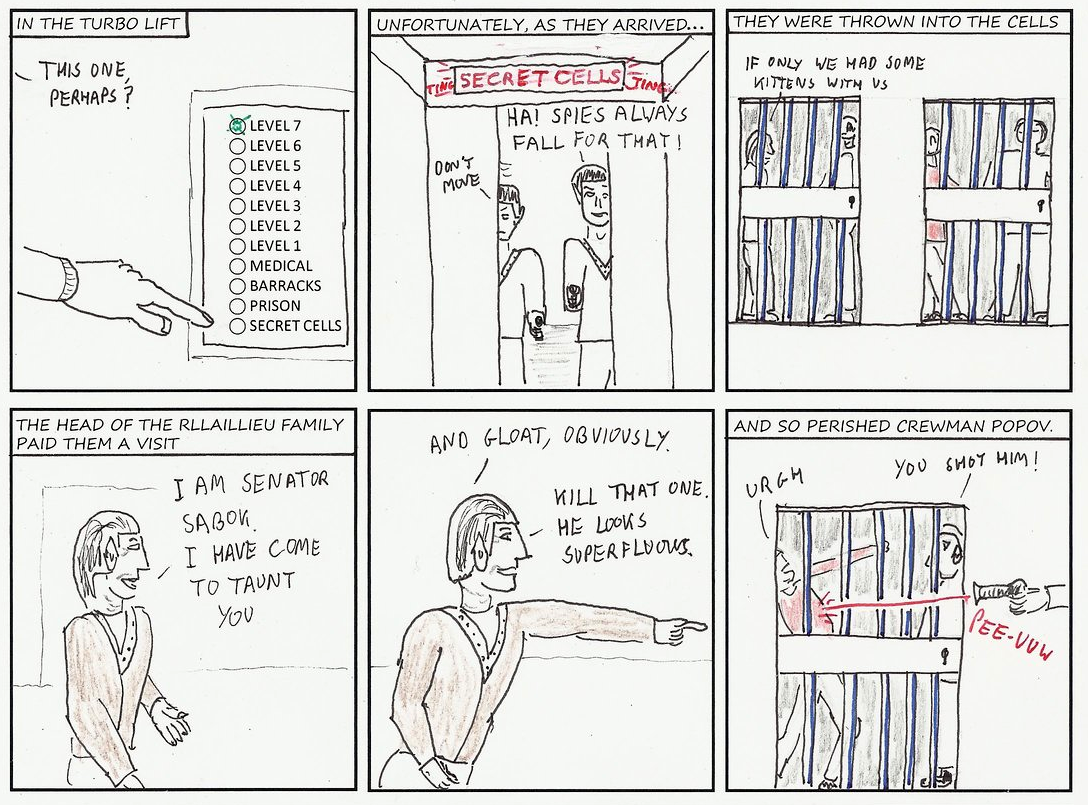 IN THE TURBO LIFT
THIS ONE,
PERHAPS?
LEVEL 7
LEVEL 6
LEVEL 5
LEVEL 4
LEVEL 3
LEVEL 2
LEVEL 1
MEDICAL
BARRACKS
PRISON
SECRET CELLS
UNFORTUNATELY, AS THEY ARRIVED...
TING
SECRET CELLS
TING
HA! SPIES ALWAYS
FALL FOR THAT!
DON'T
MOVE
THEY WERE THROWN INTO THE CELLS
IF ONLY WE HAD SOME
KITTENS WITH US
THE HEAD OF THE RLLAILLIEU FAMILY
PAID THEM A VISIT
I AM SENATOR
SABOK.
I HAVE COME
TO TAUNT
YOU
AND GLOAT, OBVIOUSLY.
KILL THAT ONE.
HE LOOKS
SUPERFLUOUS.
AND SO PERISHED CREWMAN POPOV.
URGH
YOU SHOT HIM!
PEE-VUW